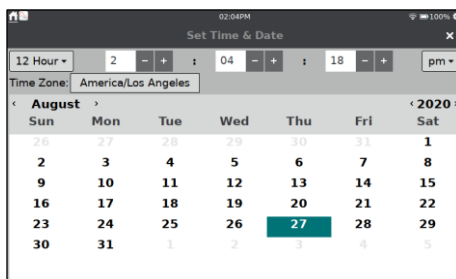 02:04PM 100%
Set Time & Date ×
12 Hour 2 - + : 04 - + : 18 - + pm
Time Zone: America/Los Angeles
‹ August › ‹ 2020
Sun Mon Tue Wed Thu Fri Sat
26 27 28 29 30 31 1
2 3 4 5 6 7 8
9 10 11 12 13 14 15
16 17 18 19 20 21 22
23 24 25 26 27 28 29
30 31 1 2 3 4 5